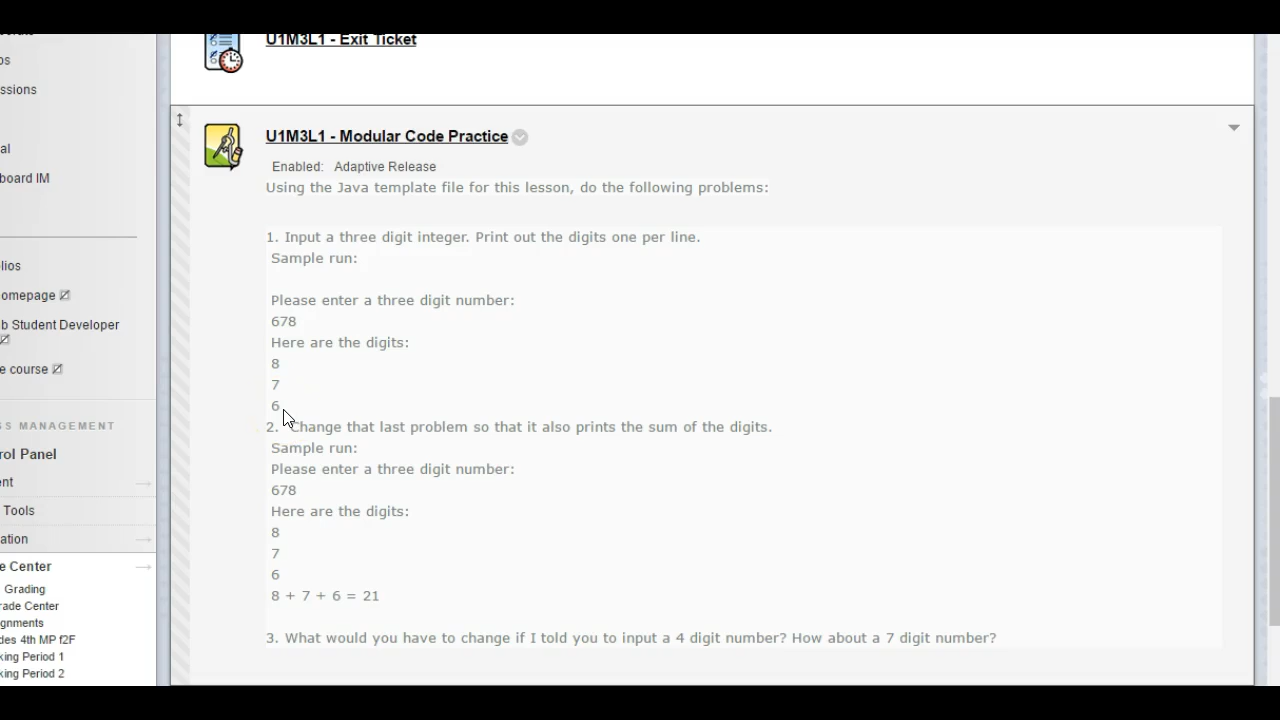 ps
ssions
al
board IM
lios
omepage
b Student Developer
e course
SS MANAGEMENT
rol Panel
ent
Tools
ation
e Center
Grading
rade Center
ignments
des 4th MP f2F
king Period 1
king Period 2
U1M3L1 - Exit Ticket
U1M3L1 - Modular Code Practice
Enabled: Adaptive Release
Using the Java template file for this lesson, do the following problems:
1. Input a three digit integer. Print out the digits one per line.
Sample run:
Please enter a three digit number:
678
Here are the digits:
8
7
6
2. Change that last problem so that it also prints the sum of the digits.
Sample run:
Please enter a three digit number:
678
Here are the digits:
8
7
6
8 + 7 + 6 = 21
3. What would you have to change if I told you to input a 4 digit number? How about a 7 digit number?